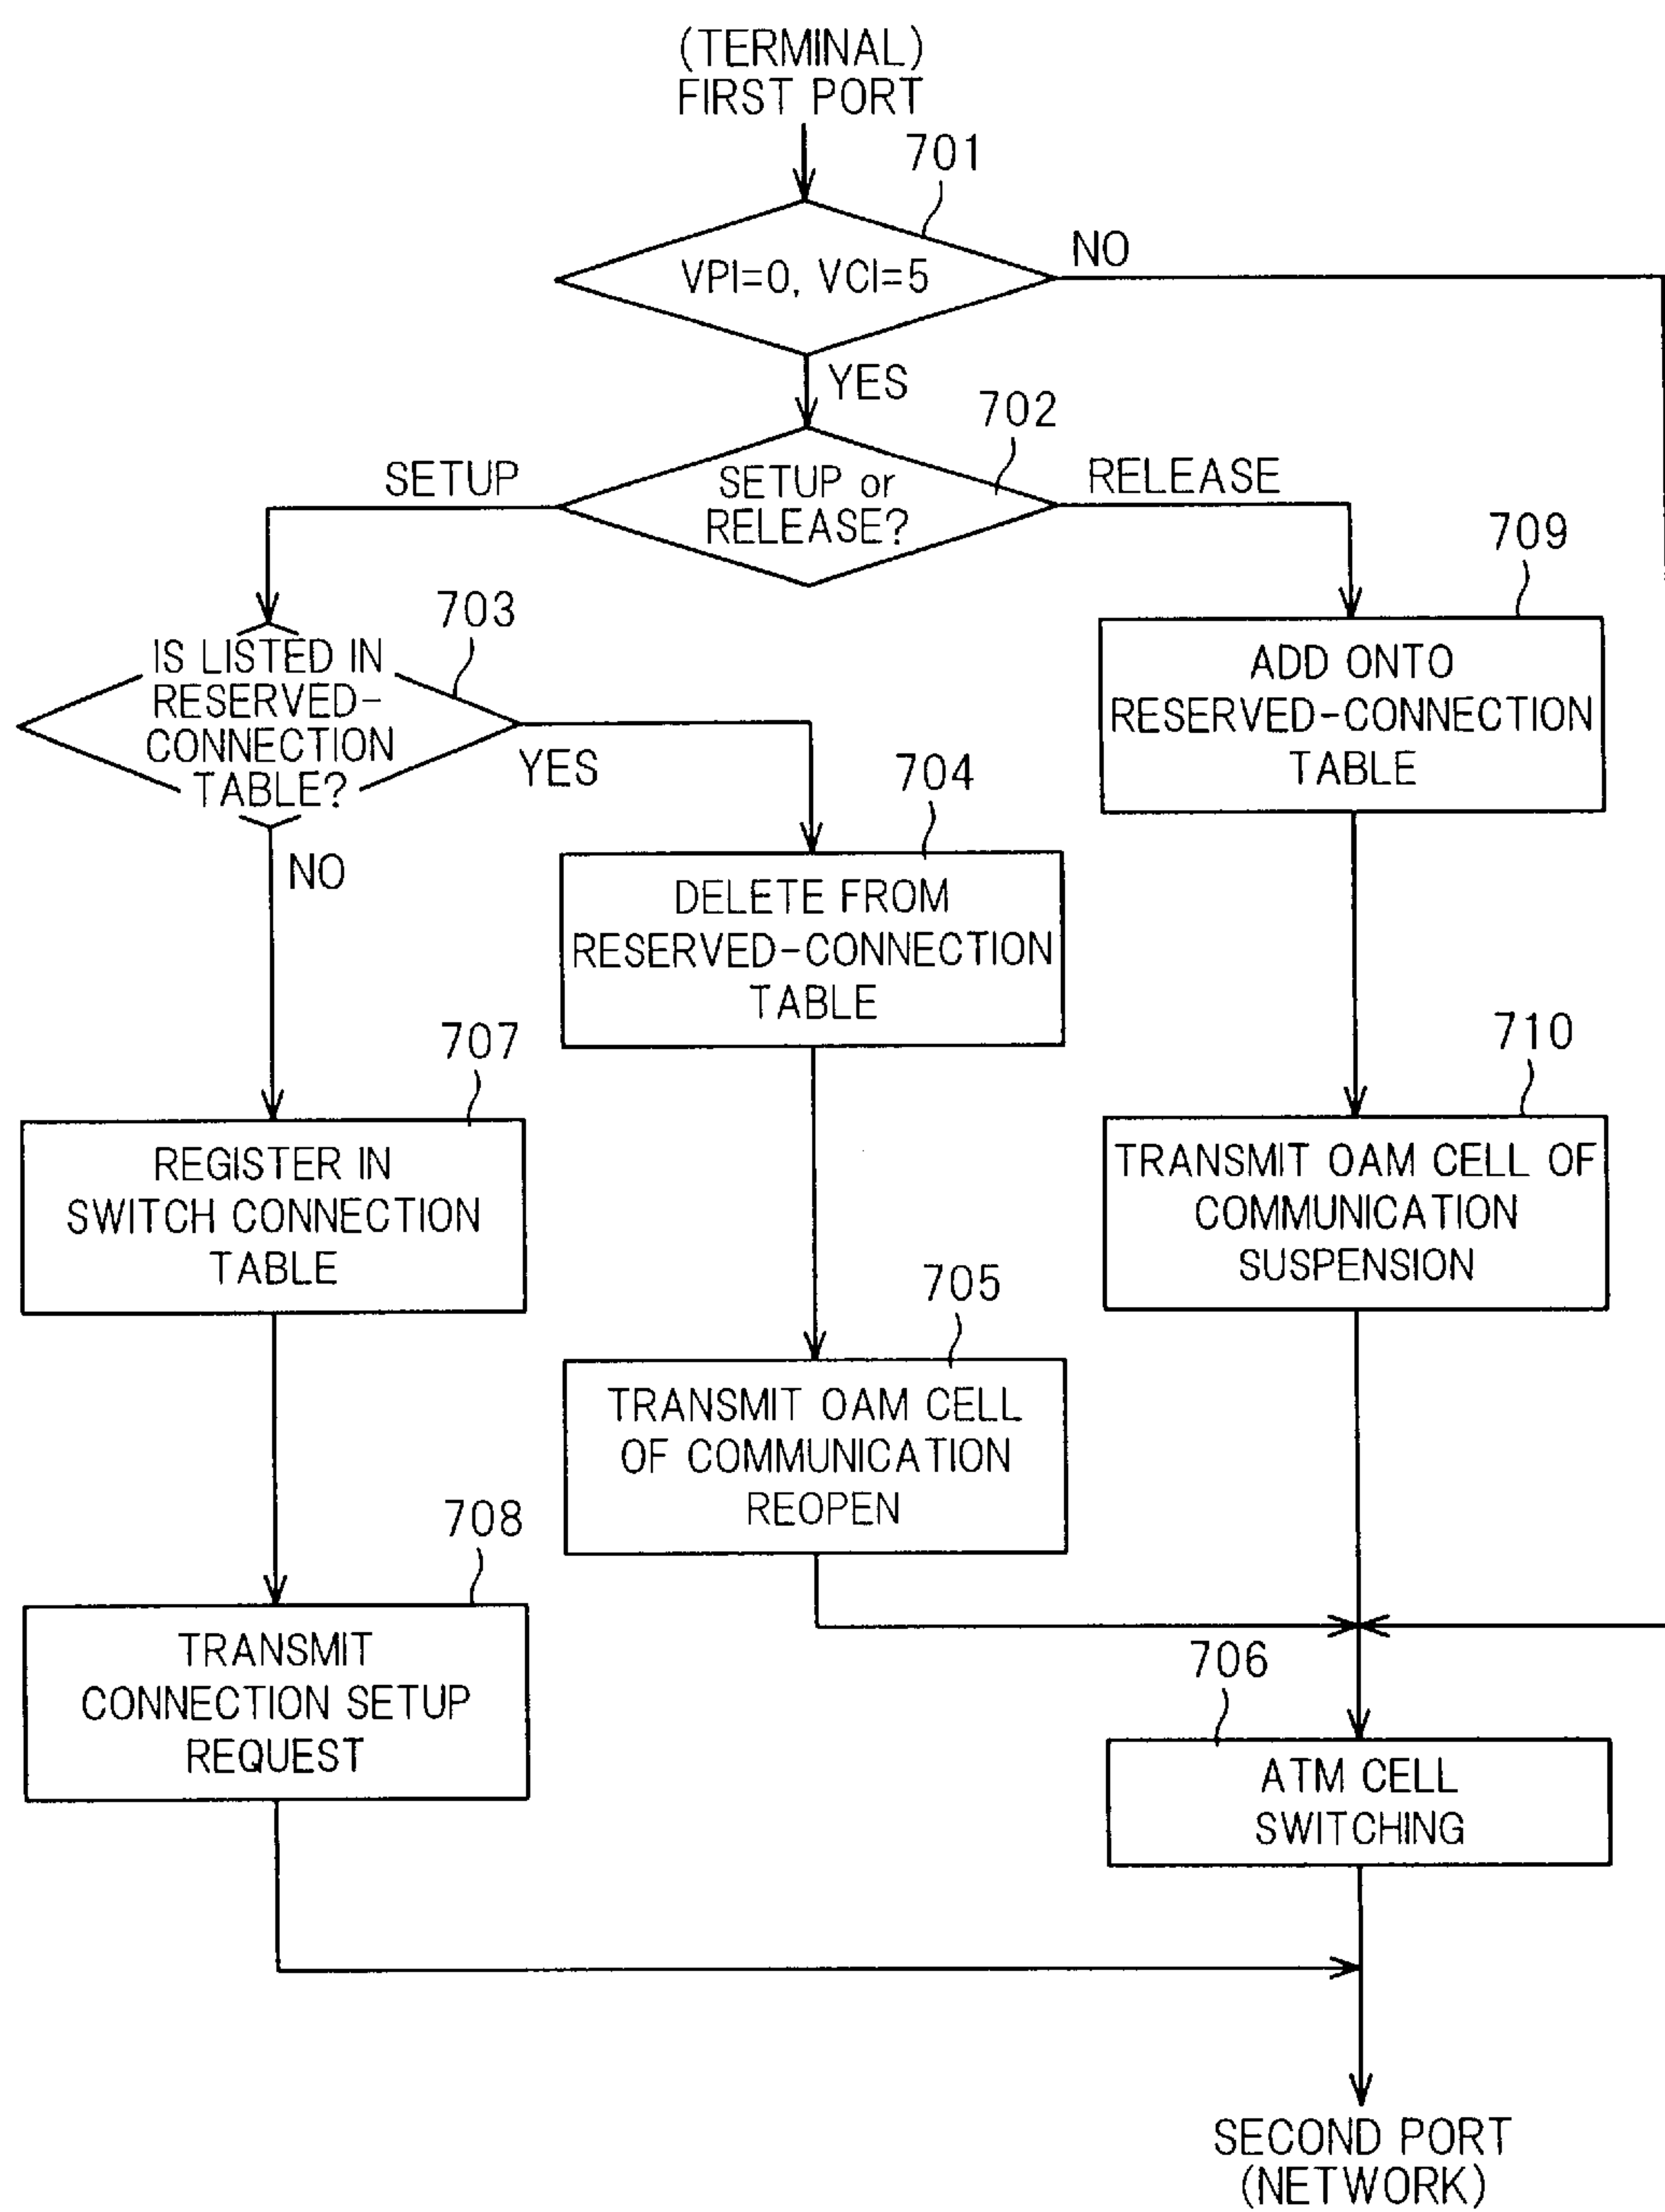 (TERMINAL)
FIRST PORT
701
VPI=0, VCI=5
NO
YES
702
SETUP
SETUP or
RELEASE?
RELEASE
709
703
IS LISTED IN
RESERVED-
CONNECTION
TABLE?
YES
NO
ADD ONTO
RESERVED-CONNECTION
TABLE
704
DELETE FROM
RESERVED-CONNECTION
TABLE
707
REGISTER IN
SWITCH CONNECTION
TABLE
710
TRANSMIT OAM CELL OF
COMMUNICATION
SUSPENSION
705
TRANSMIT OAM CELL
OF COMMUNICATION
REOPEN
708
TRANSMIT
CONNECTION SETUP
REQUEST
706
ATM CELL
SWITCHING
SECOND PORT
(NETWORK)